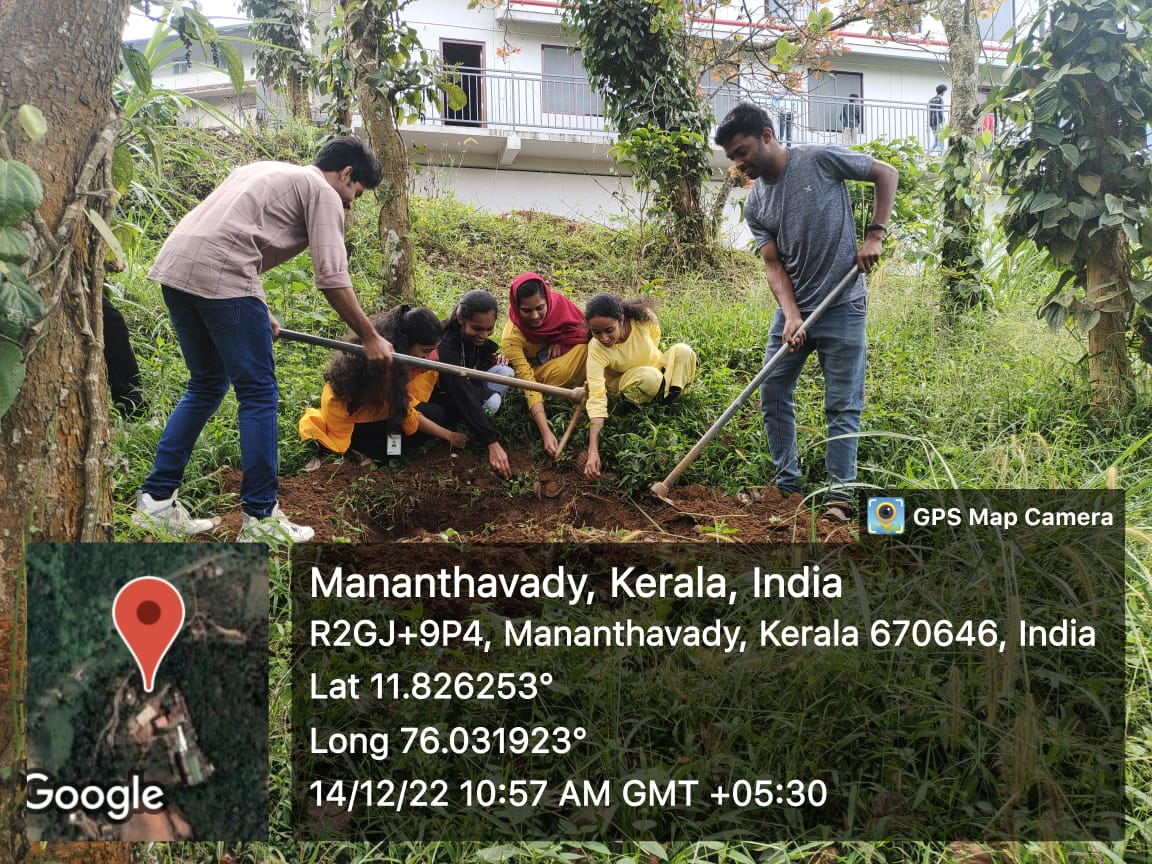 GPS Map Camera
Mananthavady, Kerala, India
R2GJ+9P4, Mananthavady, Kerala 670646, India
Lat 11.826253°
Long 76.031923°
14/12/22 10:57 AM GMT +05:30
Google